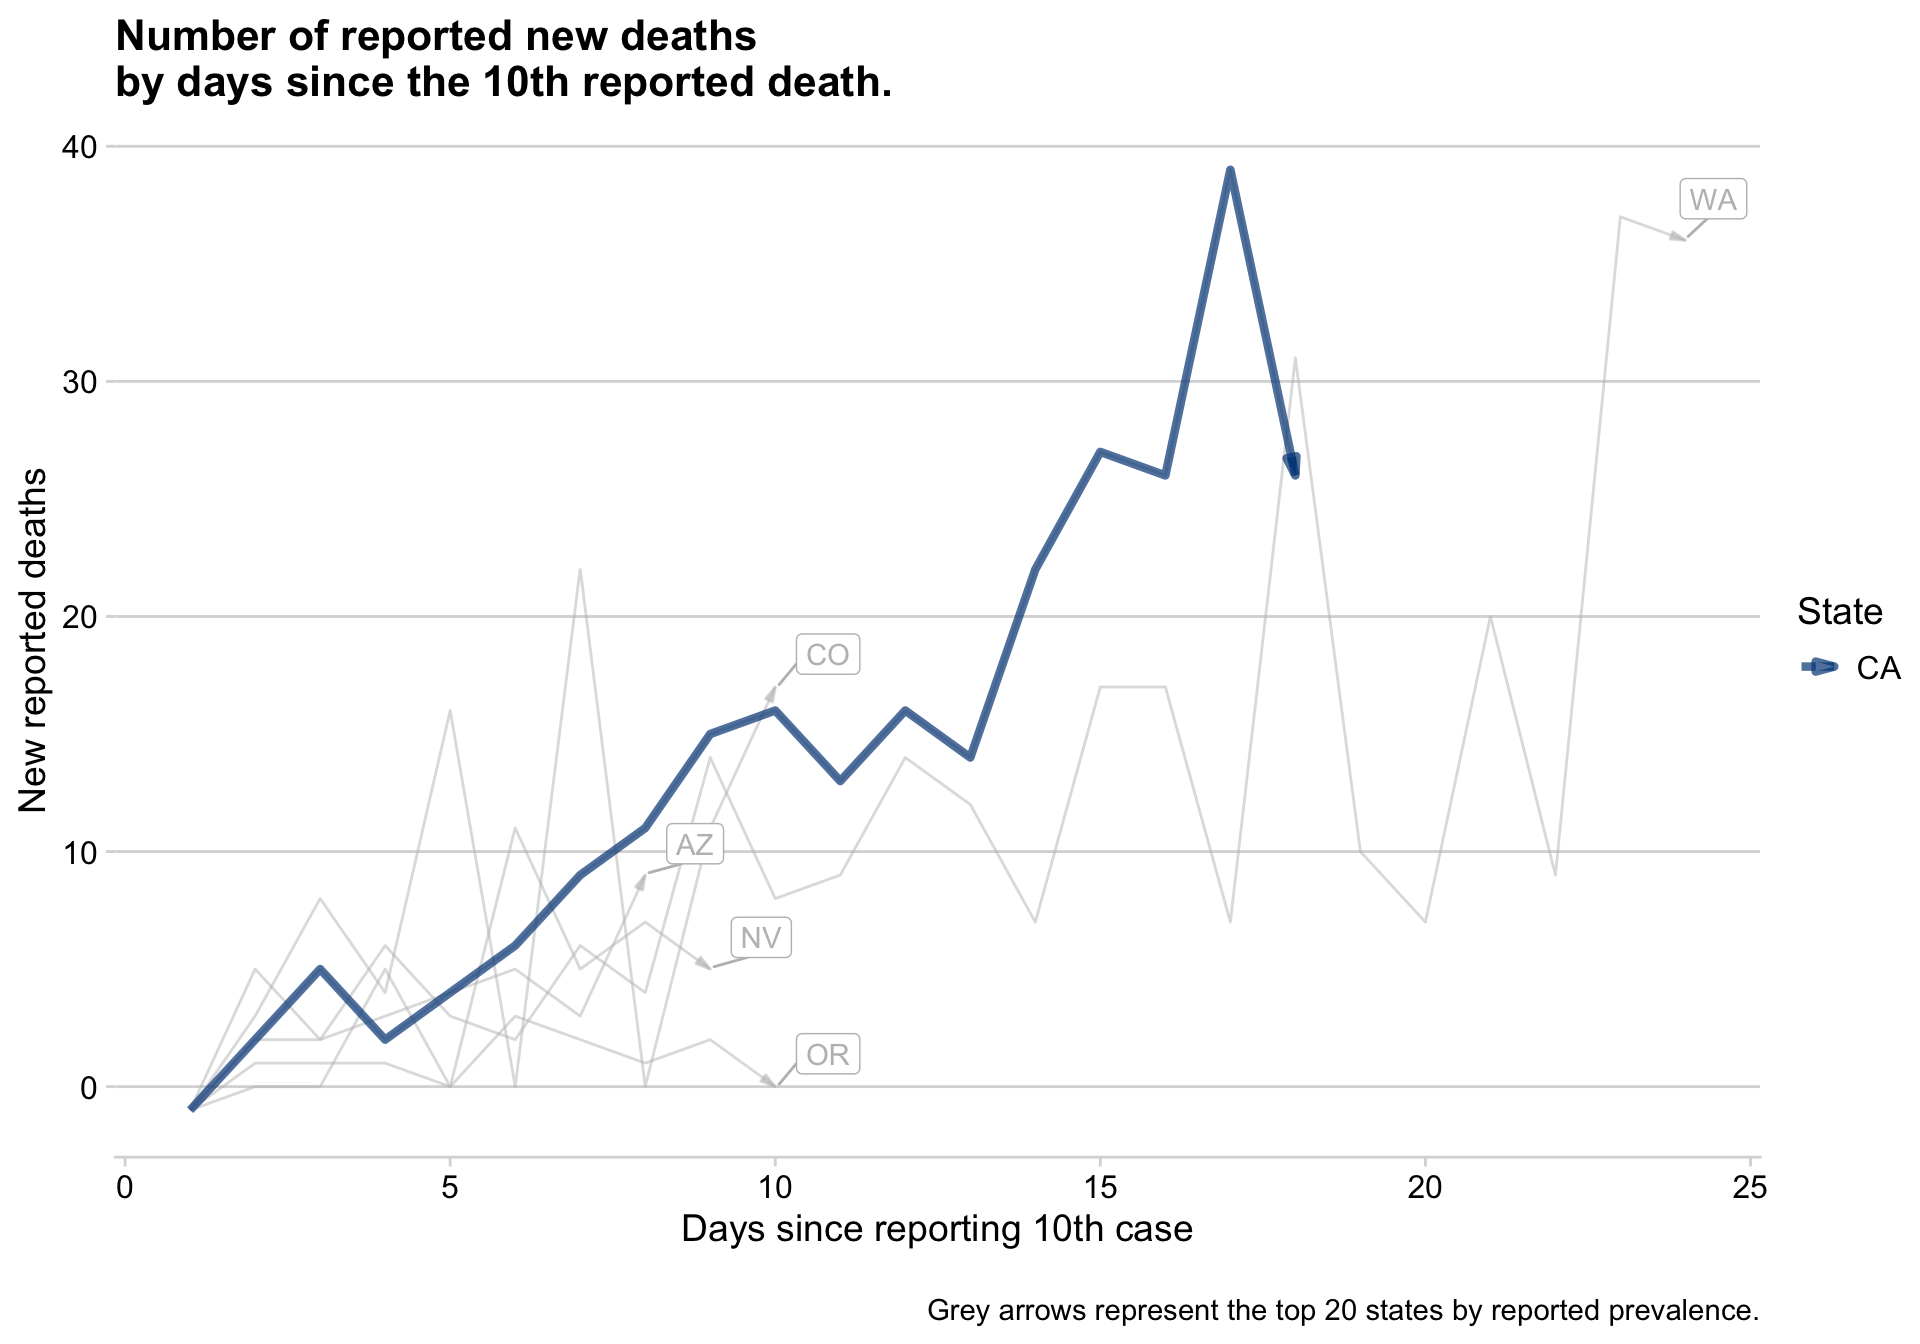 Number of reported new deaths
by days since the 10th reported death.
40
30
20
10
0
New reported deaths
WA
CO
AZ
NV
OR
State
CA
0 5 10 15 20 25
Days since reporting 10th case
Grey arrows represent the top 20 states by reported prevalence.